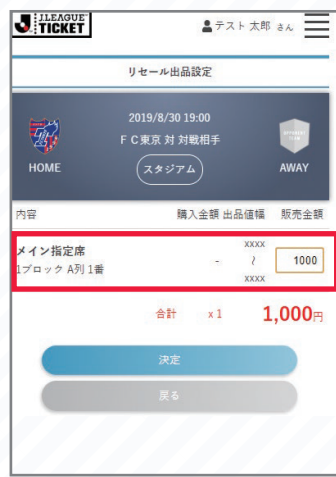 J.LEAGUE TICKET
テスト 太郎 さん
リセール出品設定
2019/8/30 19:00
ＦＣ東京 対 対戦相手
スタジアム
HOME
AWAY
内容 購入金額 出品値幅 販売金額
メイン指定席
1ブロック A列 1番
-
xxxx
～
xxxx
1000
合計 x1 1,000円
決定
戻る